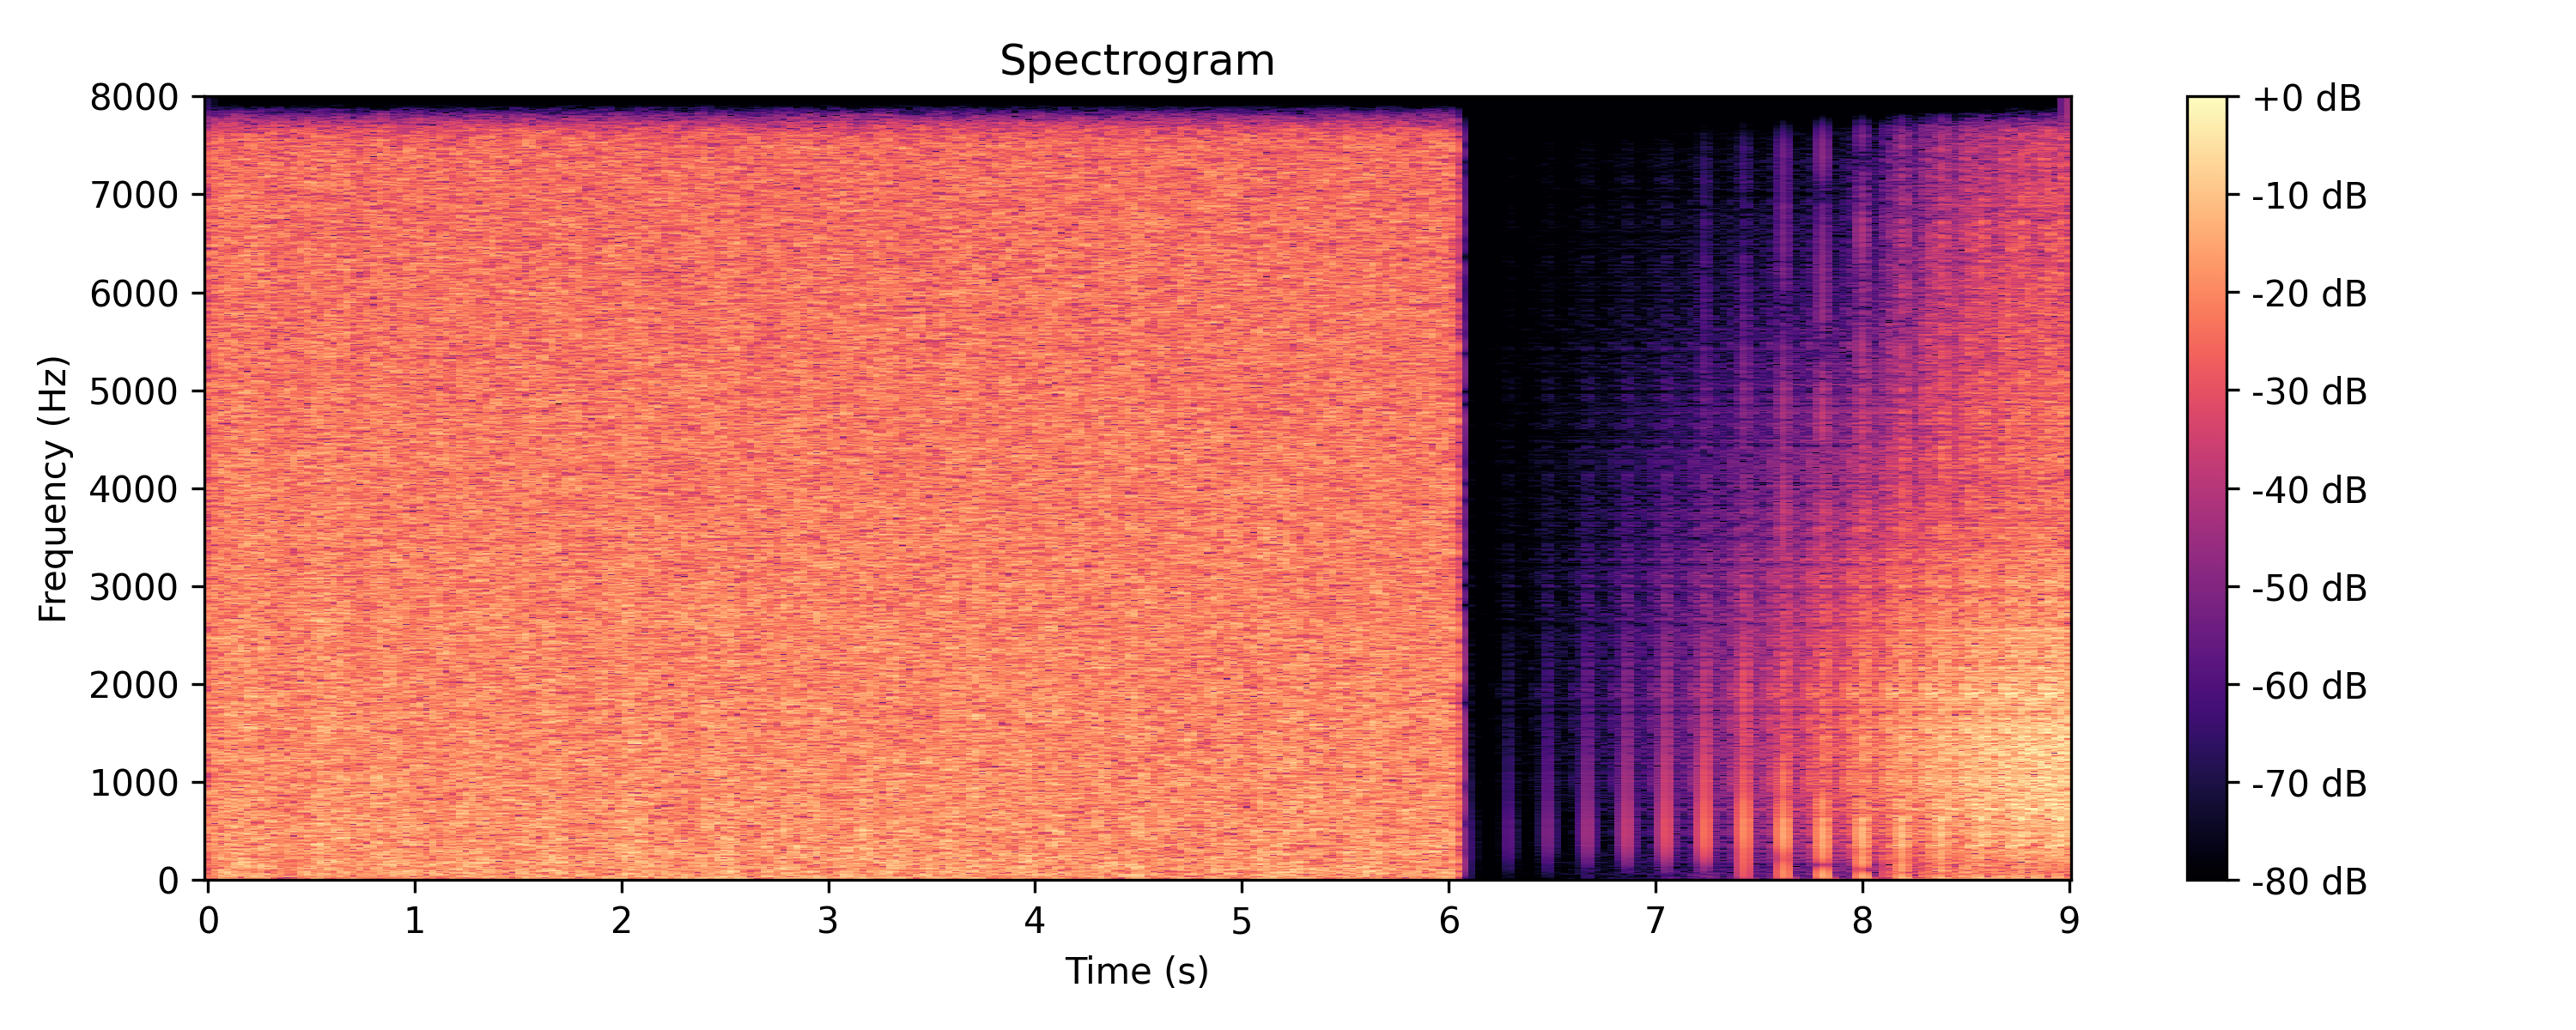 Spectrogram
8000
7000
6000
5000
4000
3000
2000
1000
0
Frequency (Hz)
0 1 2 3 4 5 6 7 8 9
Time (s)
+0 dB
-10 dB
-20 dB
-30 dB
-40 dB
-50 dB
-60 dB
-70 dB
-80 dB